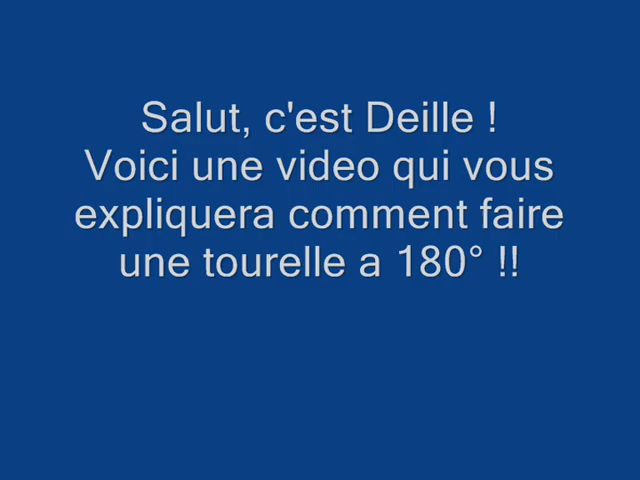 Salut, c'est Deille !
Voici une video qui vous
expliquera comment faire
une tourelle a 180° !!